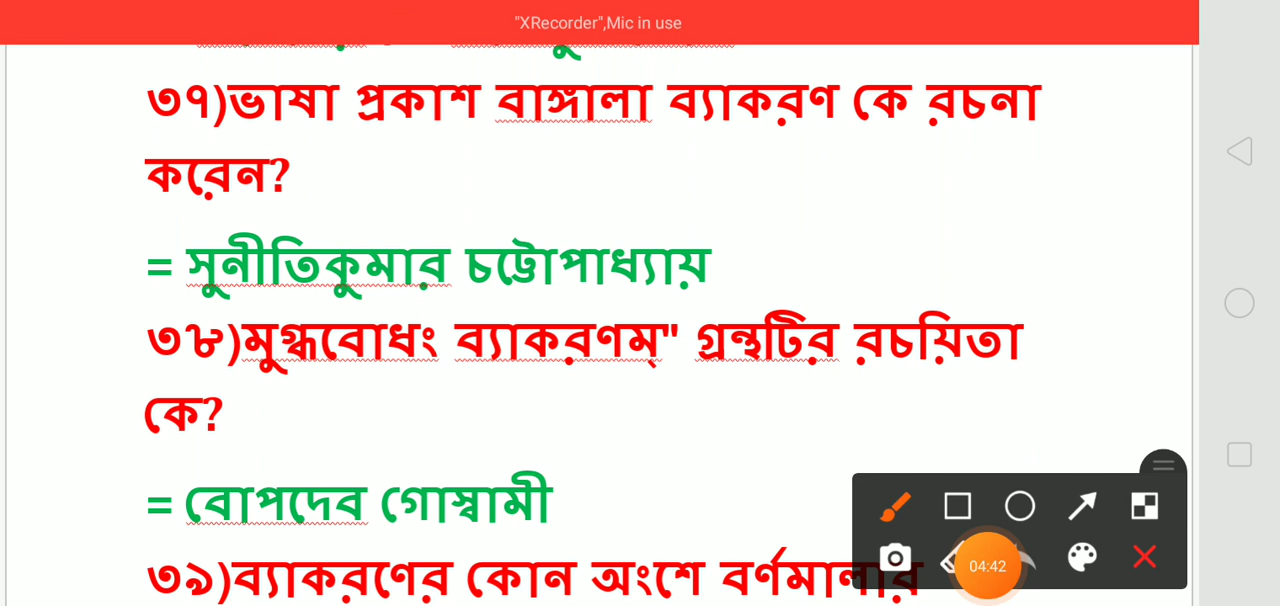 "XRecorder",Mic in use
৩৭)ভাষা প্রকাশ বাঙ্গালা ব্যাকরণ কে রচনা
করেন?
= সুনীতিকুমার চট্টোপাধ্যায়
৩৮)মুগ্ধবোধং ব্যাকরণম্" গ্রন্থটির রচয়িতা
কে?
= বোপদেব গোস্বামী
৩৯)ব্যাকরণের কোন অংশে বর্ণমালার
04:42